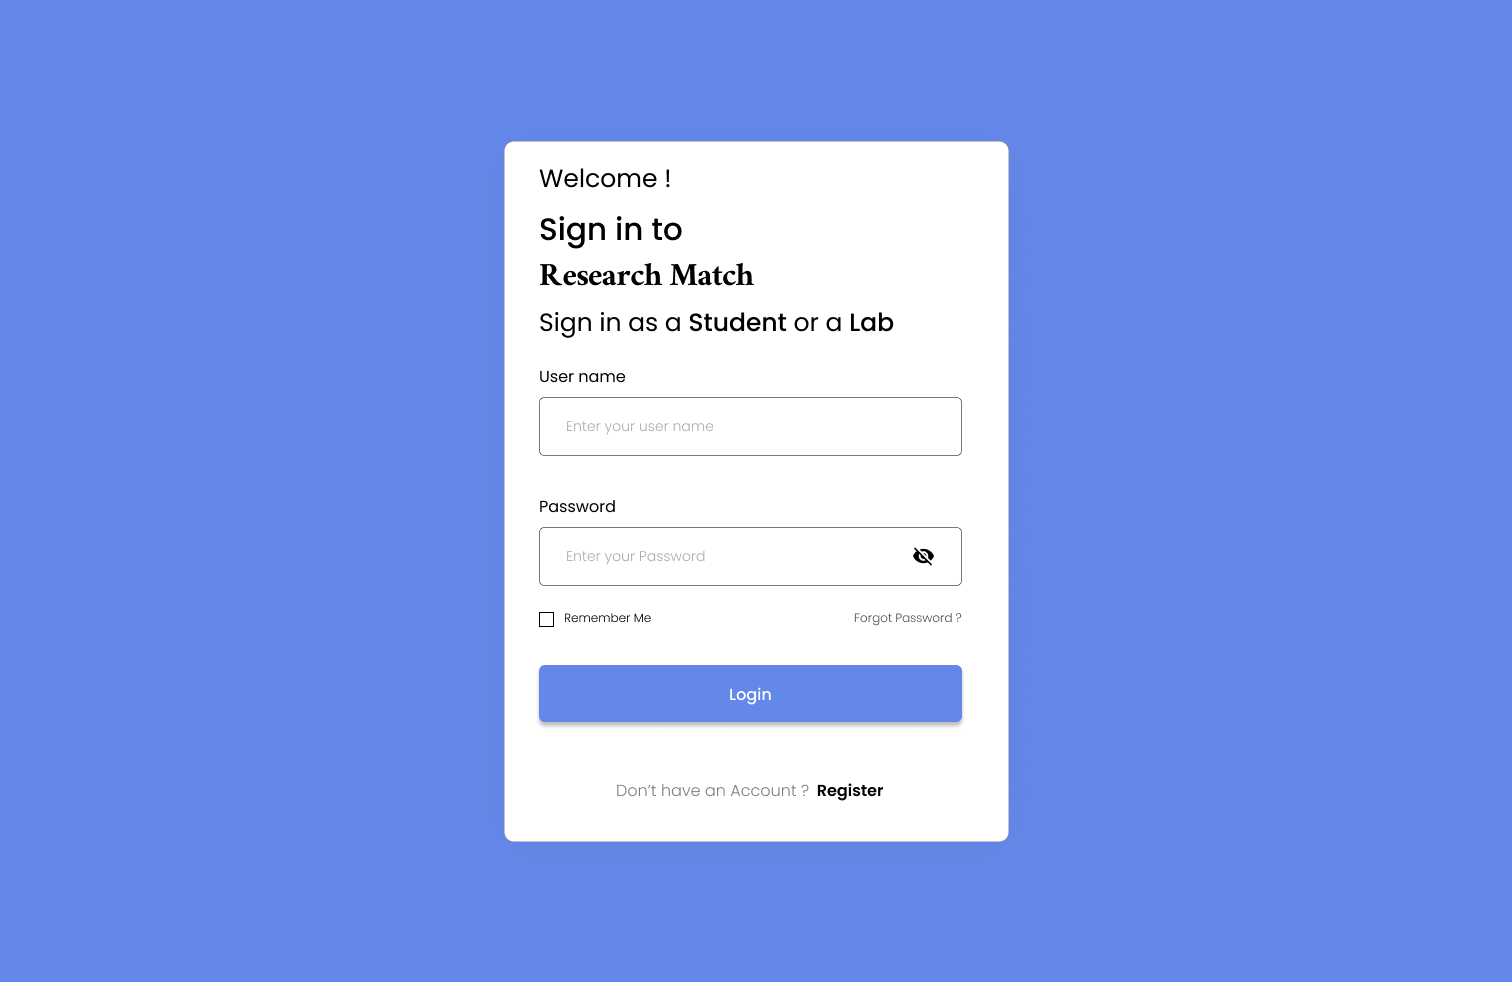 Welcome !
Sign in to
Research Match
Sign in as a Student or a Lab
User name
Enter your user name
Password
Enter your Password
Remember Me
Forgot Password ?
Login
Don’t have an Account ? Register